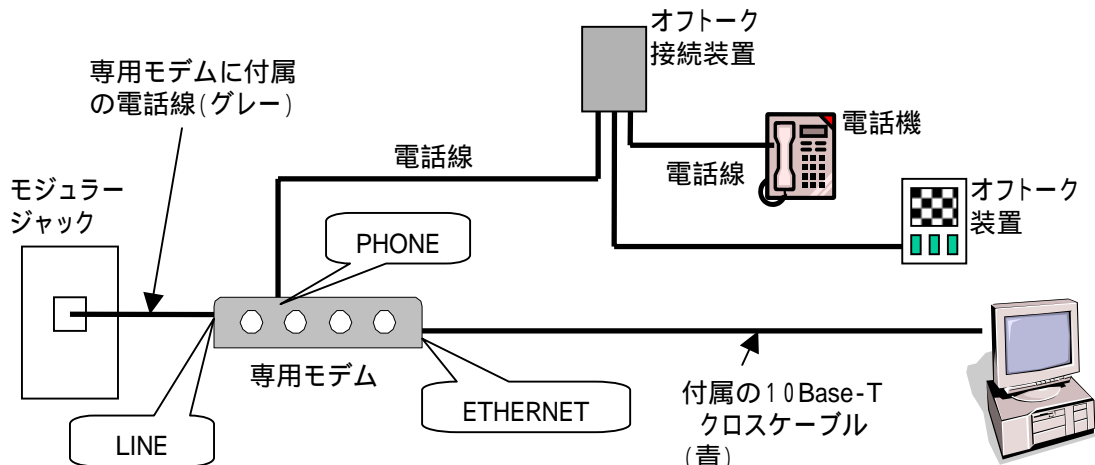 オフトーク
接続装置
専用モデムに付属
の電話線(グレー)
電話機
電話線
電話線
モジュラー
ジャック
オフトーク
装置
PHONE
専用モデム
ETHERNET
LINE
付属の10Base-T
クロスケーブル
(青)